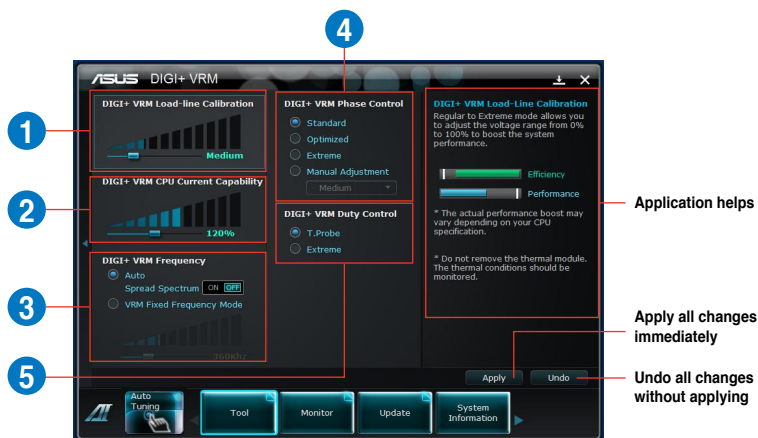 4
ASUS DIGI+ VRM
1
DIGI+ VRM Load-line Calibration
Medium
2
DIGI+ VRM CPU Current Capability
120%
3
DIGI+ VRM Frequency
Auto
Spread Spectrum ON OFF
VRM Fixed Frequency Mode
360Khz
DIGI+ VRM Phase Control
Standard
Optimized
Extreme
Manual Adjustment
Medium
DIGI+ VRM Duty Control
T.Probe
Extreme
5
DIGI+ VRM Load-Line Calibration
Regular to Extreme mode allows you
to adjust the voltage range from 0%
to 100% to boost the system
performance.
Efficiency
Performance
* The actual performance boost may
vary depending on your CPU
specification.
* Do not remove the thermal module.
The thermal conditions should be
monitored.
Application helps
Apply all changes
immediately
Apply
Undo
Undo all changes
without applying
Auto
Tuning
Tool
Monitor
Update
System
Information